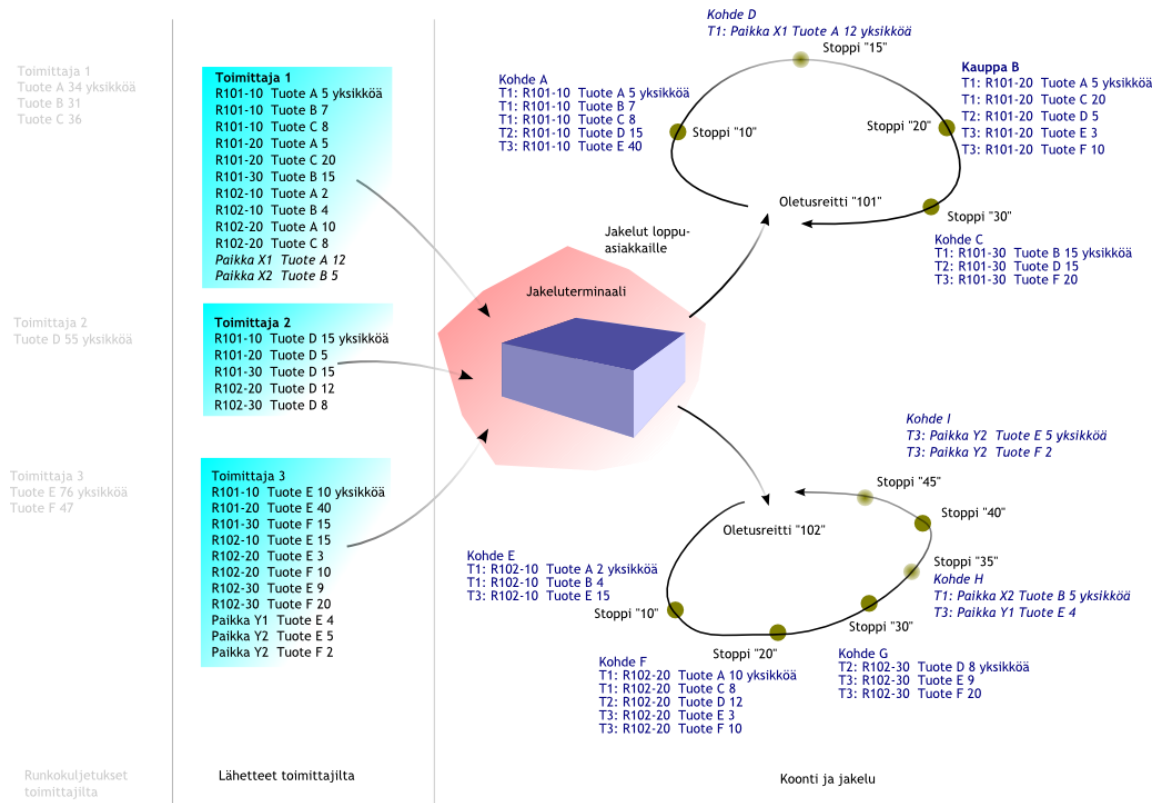 Toimittaja 1
Tuote A 34 yksikköä
Tuote B 31
Tuote C 36
Toimittaja 2
Tuote D 55 yksikköä
Toimittaja 3
Tuote E 76 yksikköä
Tuote F 47
Runkokuljetukset
toimittajilta
Toimittaja 1
R101-10 Tuote A 5 yksikköä
R101-10 Tuote B 7
R101-10 Tuote C 8
R101-20 Tuote A 5
R101-20 Tuote C 20
R101-30 Tuote B 15
R102-10 Tuote A 2
R102-10 Tuote B 4
R102-20 Tuote A 10
R102-20 Tuote C 8
Paikka X1 Tuote A 12
Paikka X2 Tuote B 5
Toimittaja 2
R101-10 Tuote D 15 yksikköä
R101-20 Tuote D 5
R101-30 Tuote D 15
R102-20 Tuote D 12
R102-30 Tuote D 8
Toimittaja 3
R101-10 Tuote E 10 yksikköä
R101-20 Tuote E 40
R101-30 Tuote F 15
R102-10 Tuote E 15
R102-20 Tuote E 3
R102-20 Tuote F 10
R102-30 Tuote E 9
R102-30 Tuote F 20
Paikka Y1 Tuote E 4
Paikka Y2 Tuote E 5
Paikka Y2 Tuote F 2
Lähetteet toimittajilta
Kohde D
T1: Paikka X1 Tuote A 12 yksikköä
Stoppi "15"
Kohde A
T1: R101-10 Tuote A 5 yksikköä
T1: R101-10 Tuote B 7
T1: R101-10 Tuote C 8
T2: R101-10 Tuote D 15
T3: R101-10 Tuote E 40
Stoppi "10"
Kauppa B
T1: R101-20 Tuote A 5 yksikköä
T1: R101-20 Tuote C 20
T2: R101-20 Tuote D 5
T3: R101-20 Tuote E 3
T3: R101-20 Tuote F 10
Stoppi "20"
Oletusreitti "101"
Stoppi "30"
Kohde C
T1: R101-30 Tuote B 15 yksikköä
T2: R101-30 Tuote D 15
T3: R101-30 Tuote F 20
Jakelut loppu-
asiakkaille
Jakeluterminaali
Kohde I
T3: Paikka Y2 Tuote E 5 yksikköä
T3: Paikka Y2 Tuote F 2
Stoppi "45"
Stoppi "40"
Oletusreitti "102"
Stoppi "35"
Kohde H
T1: Paikka X2 Tuote B 5 yksikköä
T3: Paikka Y1 Tuote E 4
Kohde E
T1: R102-10 Tuote A 2 yksikköä
T1: R102-10 Tuote B 4
T3: R102-10 Tuote E 15
Stoppi "10"
Stoppi "30"
Stoppi "20"
Kohde G
T2: R102-30 Tuote D 8 yksikköä
T3: R102-30 Tuote E 9
T3: R102-30 Tuote F 20
Kohde F
T1: R102-20 Tuote A 10 yksikköä
T1: R102-20 Tuote C 8
T2: R102-20 Tuote D 12
T3: R102-20 Tuote E 3
T3: R102-20 Tuote F 10
Koonti ja jakelu